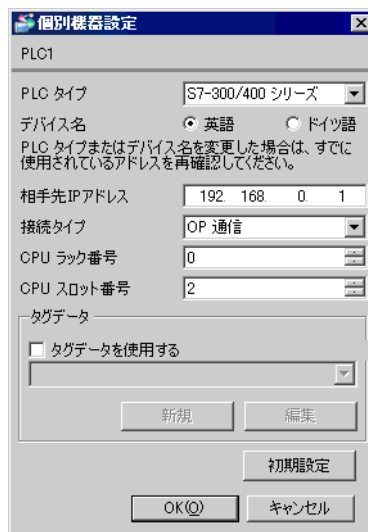 個別機器設定
PLC1
PLC タイプ S7-300/400 シリーズ
デバイス名 英語 ドイツ語
PLC タイプまたはデバイス名を変更した場合は、すでに
使用されているアドレスを再確認してください。
相手先IPアドレス 192. 168. 0. 1
接続タイプ OP 通信
CPU ラック番号 0
CPU スロット番号 2
タグデータ
タグデータを使用する
新規 編集
初期設定
OK(O) キャンセル